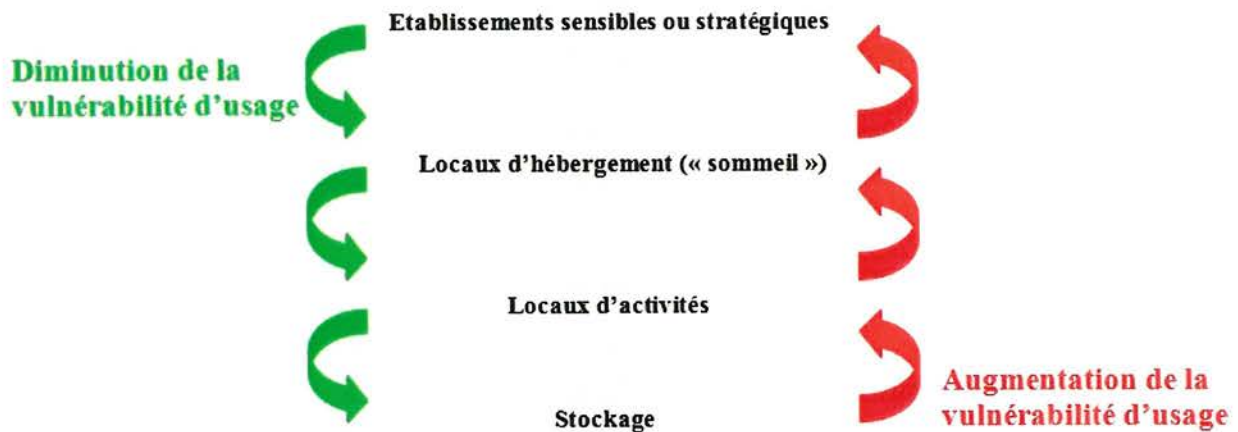 Etablissements sensibles ou stratégiques
Diminution de la
vulnérabilité d'usage
Locaux d'hébergement (« sommeil »)
Locaux d'activités
Augmentation de la
vulnérabilité d'usage
Stockage